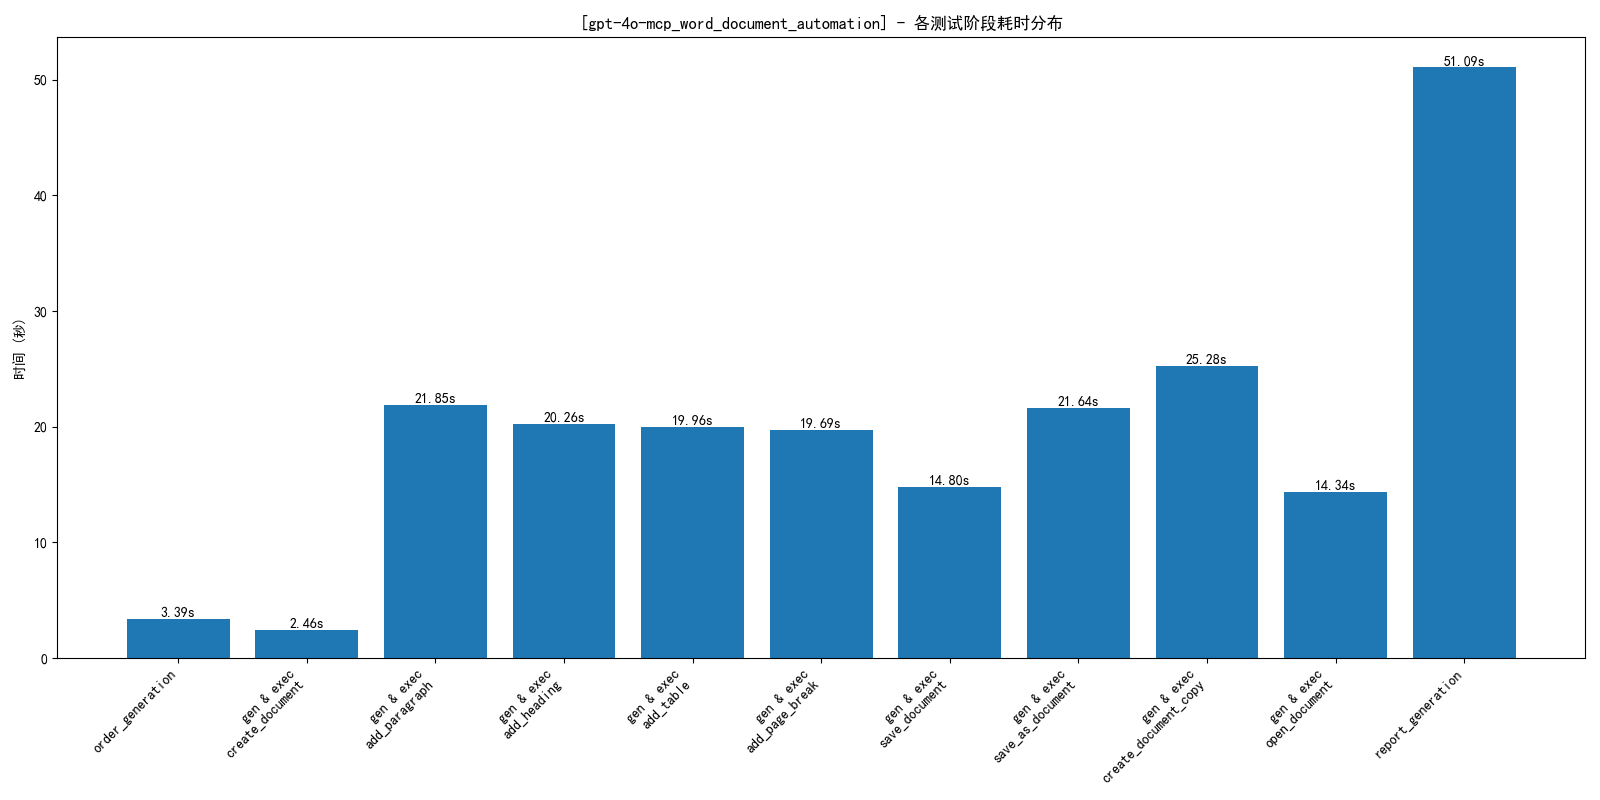 [gpt-4o-mcp_word_document_automation] - 各测试阶段耗时分布
时间 (秒)
50
40
30
20
10
0
3.39s
2.46s
21.85s
20.26s
19.96s
19.69s
14.80s
21.64s
25.28s
14.34s
51.09s
order_generation
gen & exec
create_document
gen & exec
add_paragraph
gen & exec
add_heading
gen & exec
add_table
gen & exec
add_page_break
gen & exec
save_document
gen & exec
save_as_document
gen & exec
create_document_copy
gen & exec
open_document
report_generation